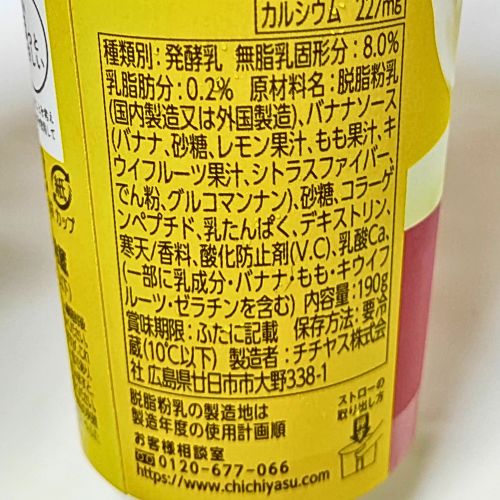 カルシウム 227mg
種類別：発酵乳 無脂乳固形分：8.0%
乳脂肪分：0.2% 原材料名：脱脂粉乳
(国内製造又は外国製造)、バナナソース
(バナナ、砂糖、レモン果汁、もも果汁、キ
ウイフルーツ果汁、シトラスファイバー、
でん粉、グルコマンナン)、砂糖、コラーゲ
ンペプチド、乳たんぱく、デキストリン、
寒天/香料、酸化防止剤(V.C)、乳酸Ca、
(一部に乳成分・バナナ・もも・キウイフ
ルーツ・ゼラチンを含む) 内容量：190g
賞味期限：ふたに記載 保存方法：要冷
蔵(10℃以下) 製造者：チチヤス株式会
社 広島県廿日市市大野338-1
脱脂粉乳の製造地は
製造年度の使用計画順
お客様相談室
0120-677-066
https://www.chichiyasu.com/
ストローの
取り出し方
紙
カップ